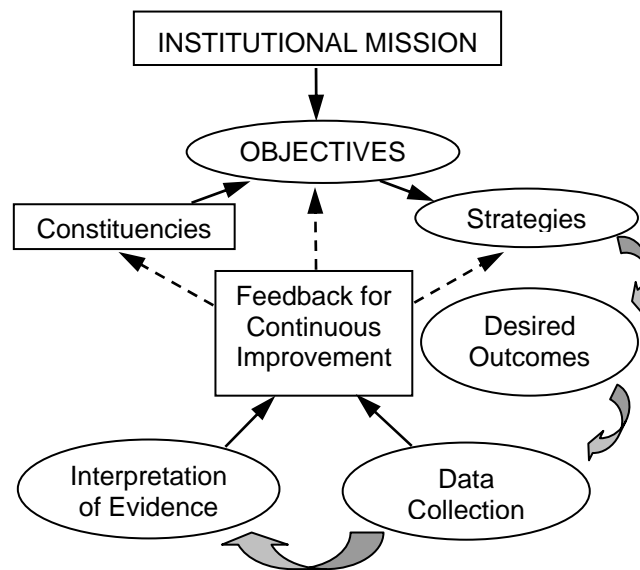 INSTITUTIONAL MISSION
OBJECTIVES
Constituencies
Strategies
Feedback for
Continuous
Improvement
Desired
Outcomes
Interpretation
of Evidence
Data
Collection